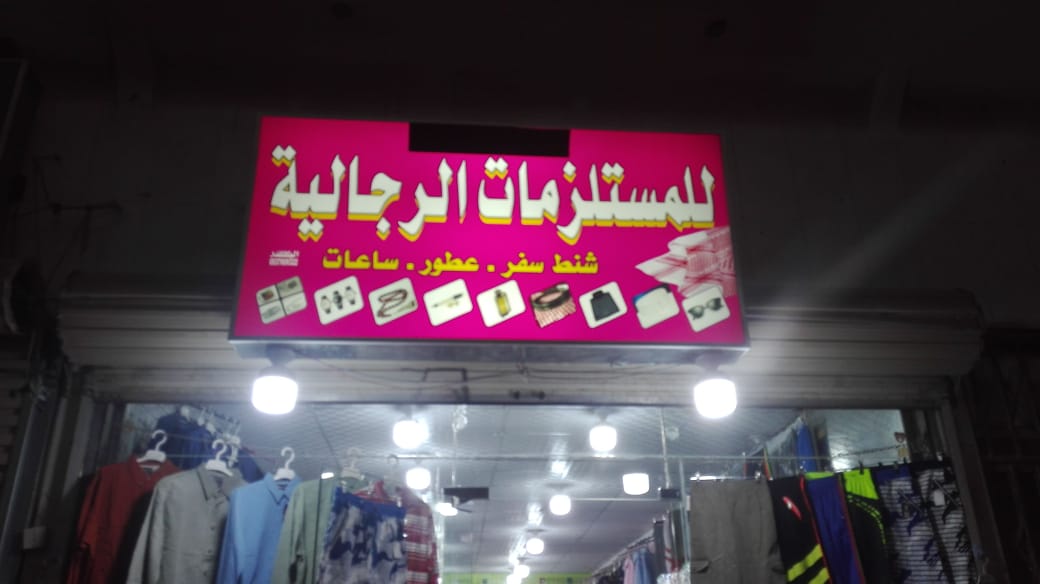 للمستلزمات الرجالية
شنط سفر . عطور . ساعات